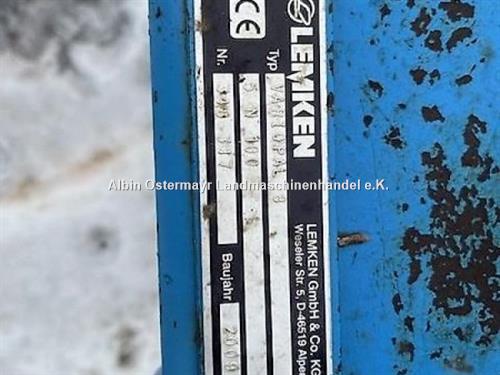 CE
LEMKEN
Typ
Nr.
Baujahr 2009
LEMKEN GmbH & Co. KG
Weseler Str. 5, D-46519 Alpen
Albin Ostermayr Landmaschinenhandel e.K.